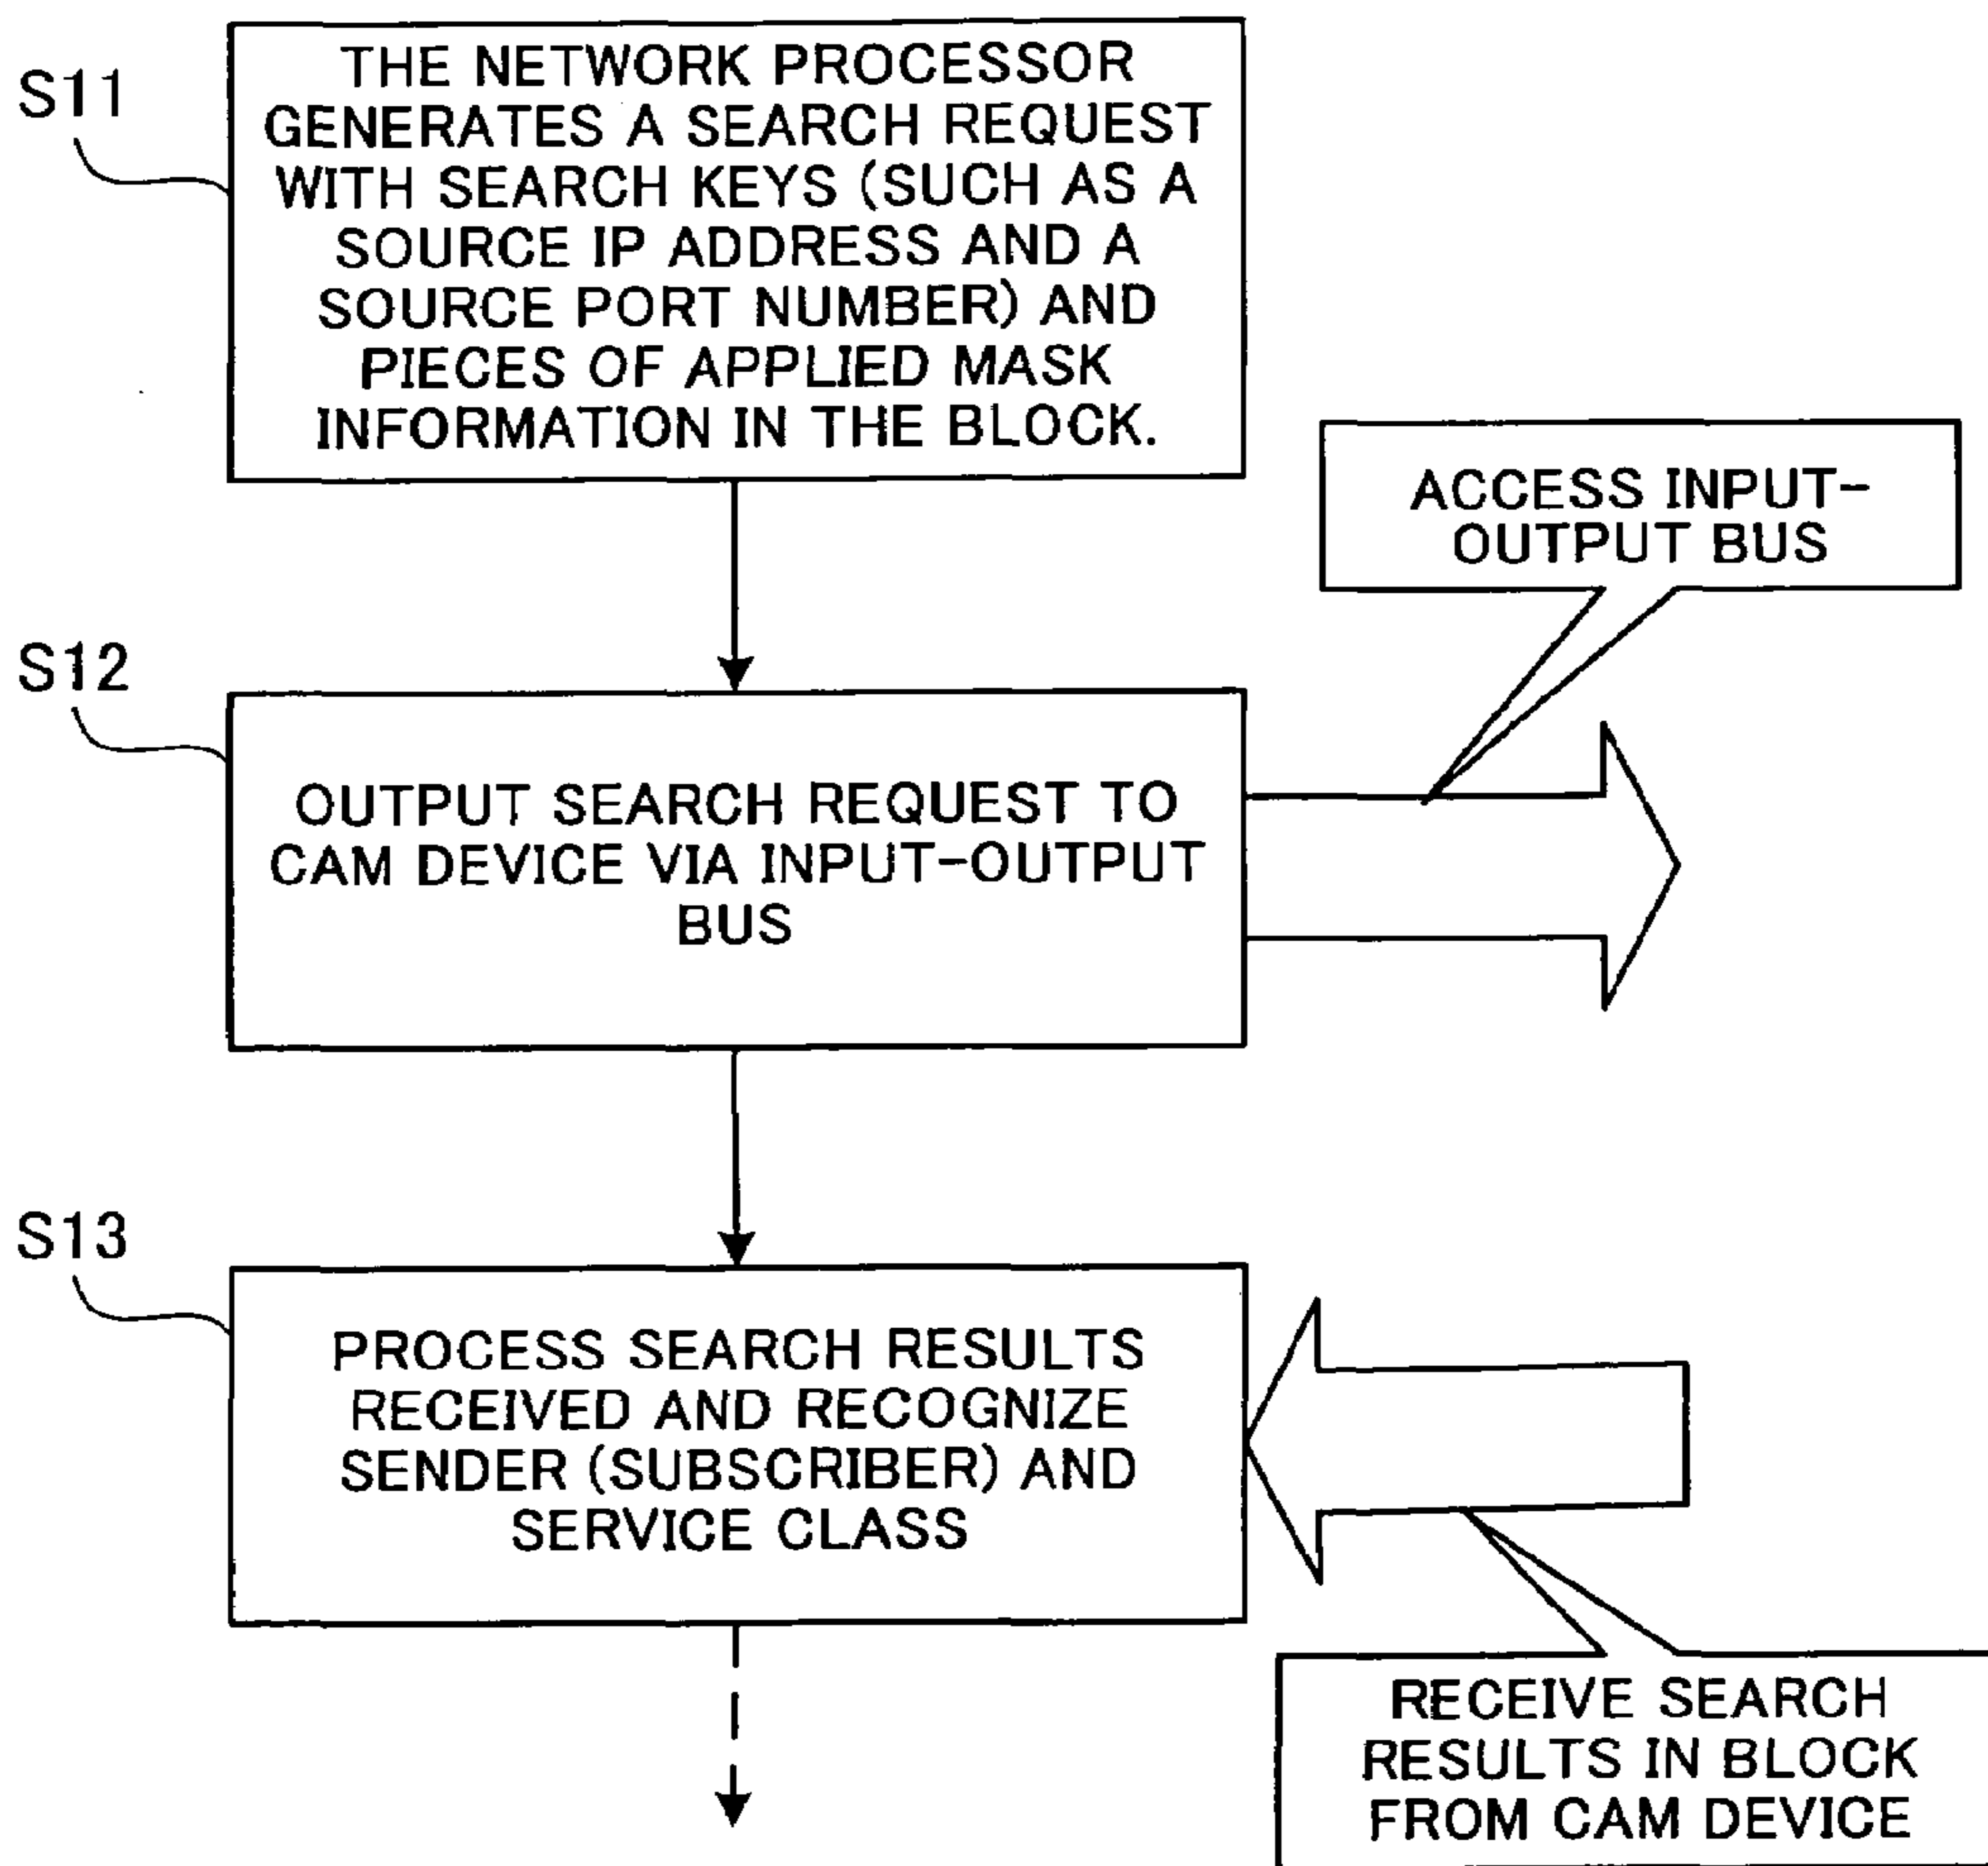 S11
THE NETWORK PROCESSOR
GENERATES A SEARCH REQUEST
WITH SEARCH KEYS (SUCH AS A
SOURCE IP ADDRESS AND A
SOURCE PORT NUMBER) AND
PIECES OF APPLIED MASK
INFORMATION IN THE BLOCK.
ACCESS INPUT-
OUTPUT BUS
S12
OUTPUT SEARCH REQUEST TO
CAM DEVICE VIA INPUT-OUTPUT
BUS
S13
PROCESS SEARCH RESULTS
RECEIVED AND RECOGNIZE
SENDER (SUBSCRIBER) AND
SERVICE CLASS
RECEIVE SEARCH
RESULTS IN BLOCK
FROM CAM DEVICE